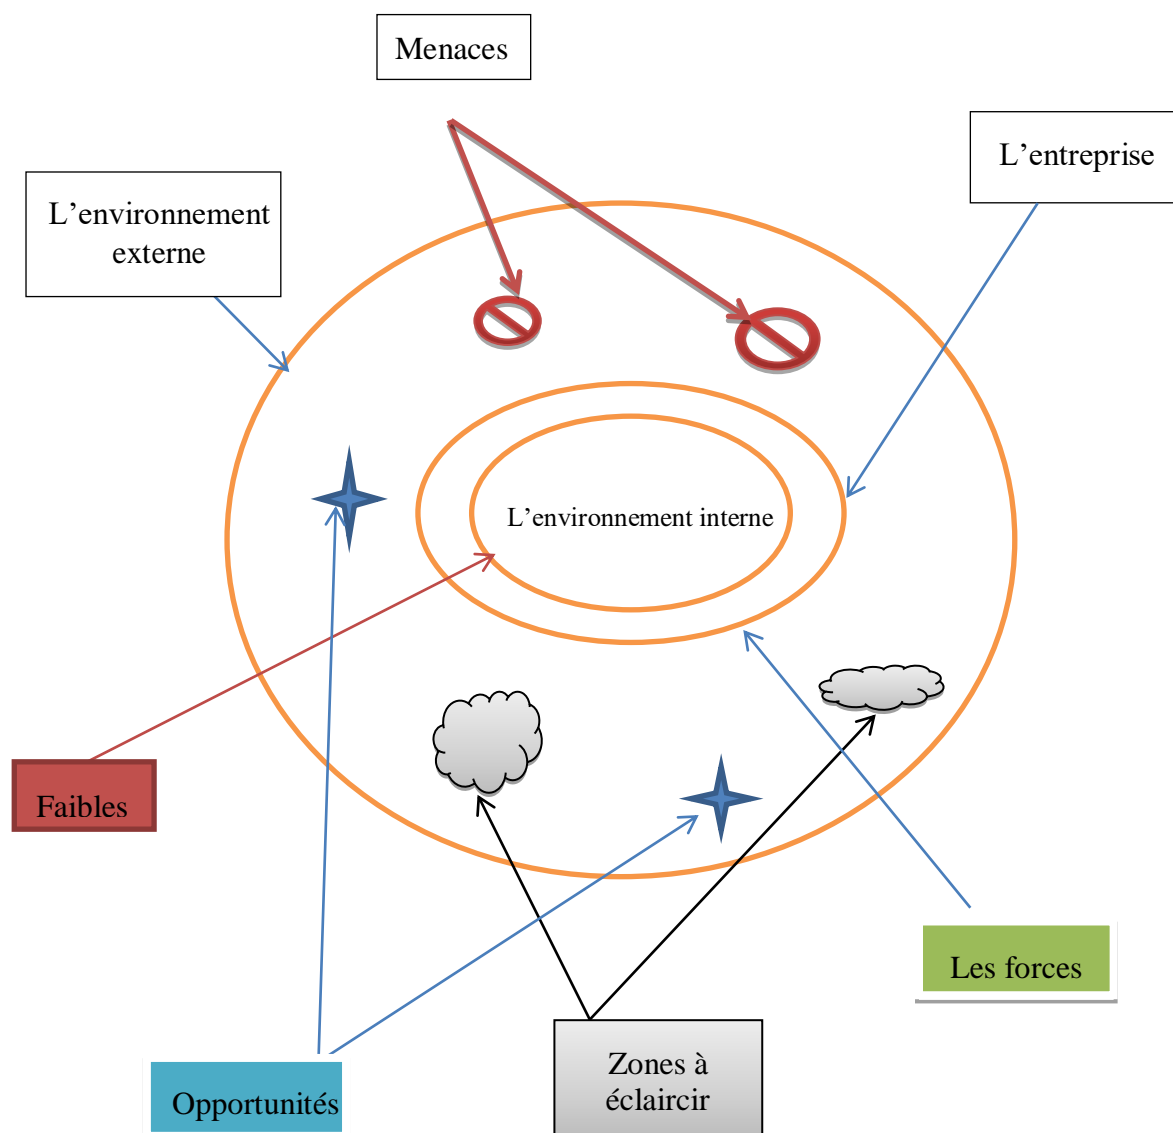 Menaces
L'entreprise
L'environnement
externe
L'environnement interne
Faibles
Les forces
Zones à
éclaircir
Opportunités